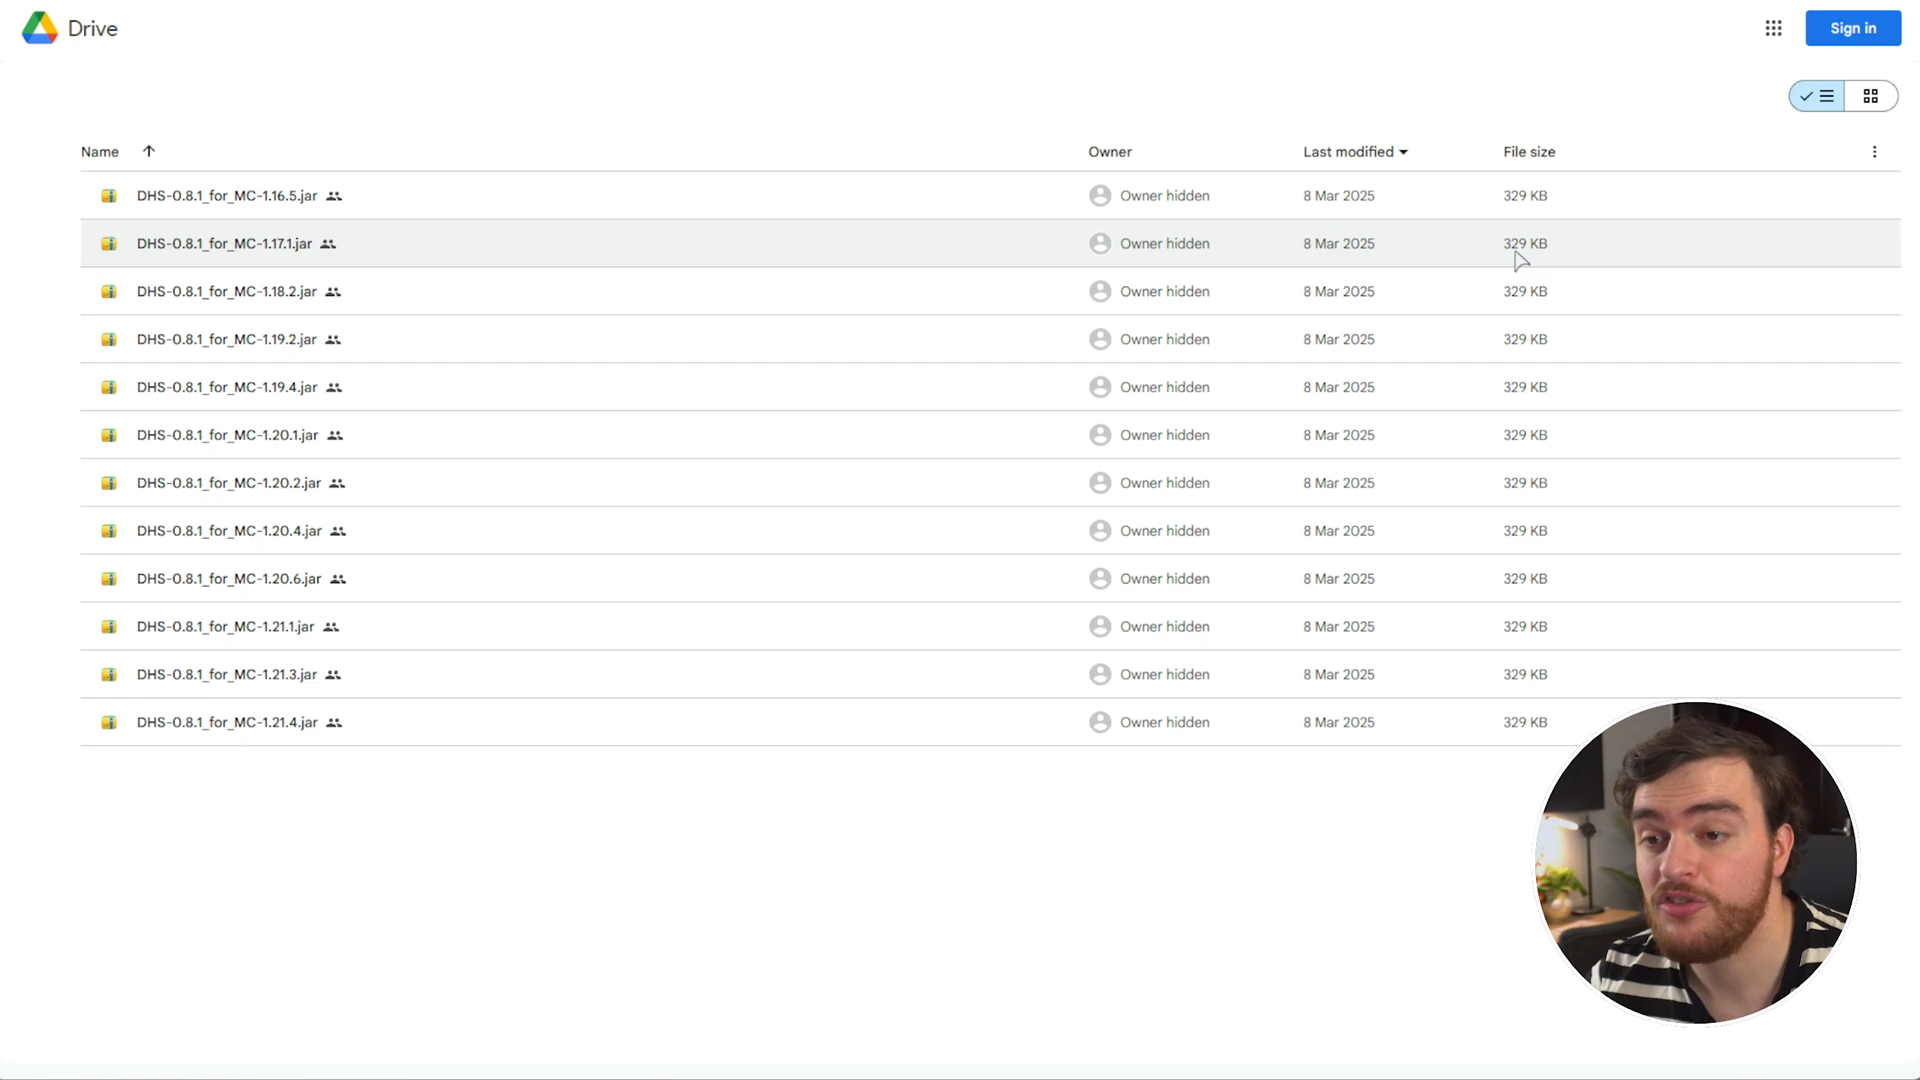 Drive
Sign in
Name Owner Last modified File size
DHS-0.8.1_for_MC-1.16.5.jar Owner hidden 8 Mar 2025 329 KB
DHS-0.8.1_for_MC-1.17.1.jar Owner hidden 8 Mar 2025 329 KB
DHS-0.8.1_for_MC-1.18.2.jar Owner hidden 8 Mar 2025 329 KB
DHS-0.8.1_for_MC-1.19.2.jar Owner hidden 8 Mar 2025 329 KB
DHS-0.8.1_for_MC-1.19.4.jar Owner hidden 8 Mar 2025 329 KB
DHS-0.8.1_for_MC-1.20.1.jar Owner hidden 8 Mar 2025 329 KB
DHS-0.8.1_for_MC-1.20.2.jar Owner hidden 8 Mar 2025 329 KB
DHS-0.8.1_for_MC-1.20.4.jar Owner hidden 8 Mar 2025 329 KB
DHS-0.8.1_for_MC-1.20.6.jar Owner hidden 8 Mar 2025 329 KB
DHS-0.8.1_for_MC-1.21.1.jar Owner hidden 8 Mar 2025 329 KB
DHS-0.8.1_for_MC-1.21.3.jar Owner hidden 8 Mar 2025 329 KB
DHS-0.8.1_for_MC-1.21.4.jar Owner hidden 8 Mar 2025 329 KB